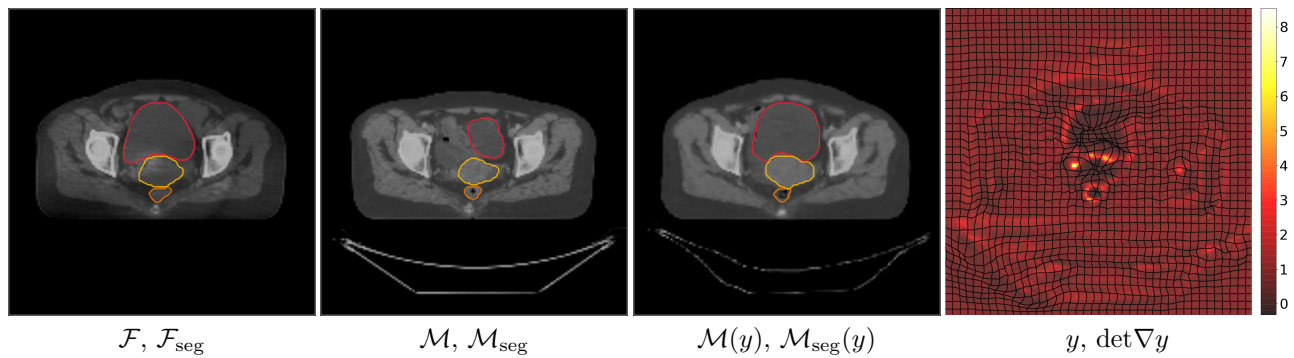 8
7
6
5
4
3
2
1
0
ℱ, ℱ_seg
ℳ, ℳ_seg
ℳ(y), ℳ_seg(y)
y, det∇y